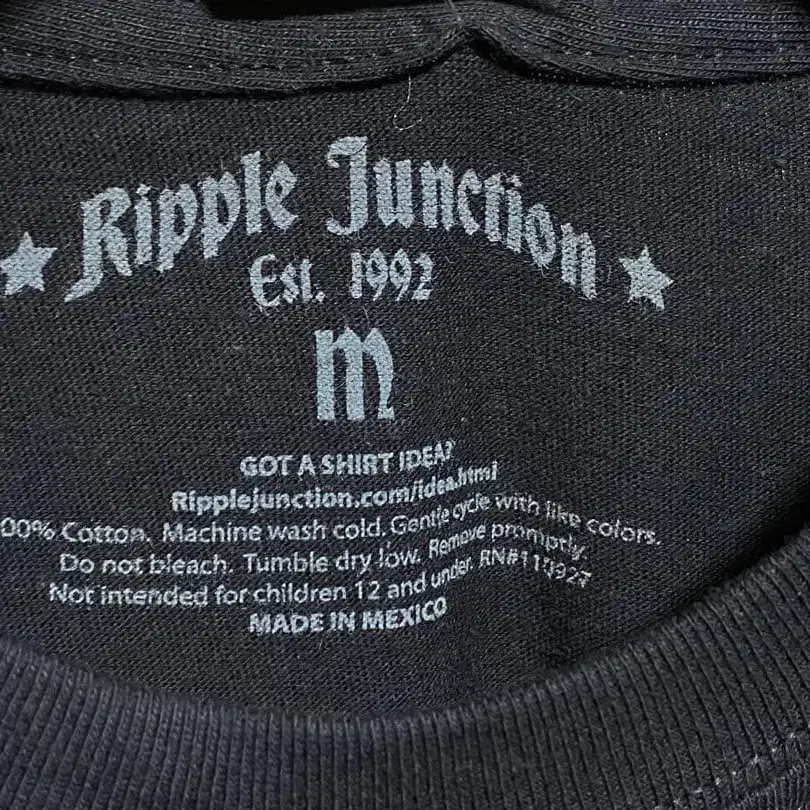 Ripple Junction
Est. 1992
M
GOT A SHIRT IDEA?
Ripplejunction.com/idea.html
00% Cotton. Machine wash cold. Gentle cycle with like colors.
Do not bleach. Tumble dry low. Remove promptly.
Not intended for children 12 and under.
MADE IN MEXICO